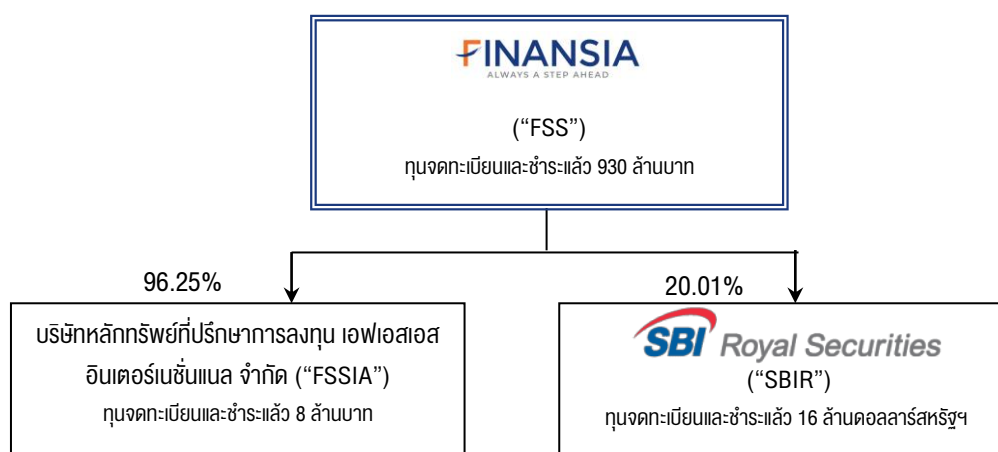 FINANSIA
ALWAYS A STEP AHEAD
(“FSS”)
ทุนจดทะเบียนและชำระแล้ว 930 ล้านบาท
96.25%
20.01%
บริษัทหลักทรัพย์ที่ปรึกษาการลงทุน เอฟเอสเอส
อินเตอร์เนชั่นแนล จำกัด (“FSSIA”)
ทุนจดทะเบียนและชำระแล้ว 8 ล้านบาท
SBI Royal Securities
(“SBIR”)
ทุนจดทะเบียนและชำระแล้ว 16 ล้านดอลลาร์สหรัฐฯ